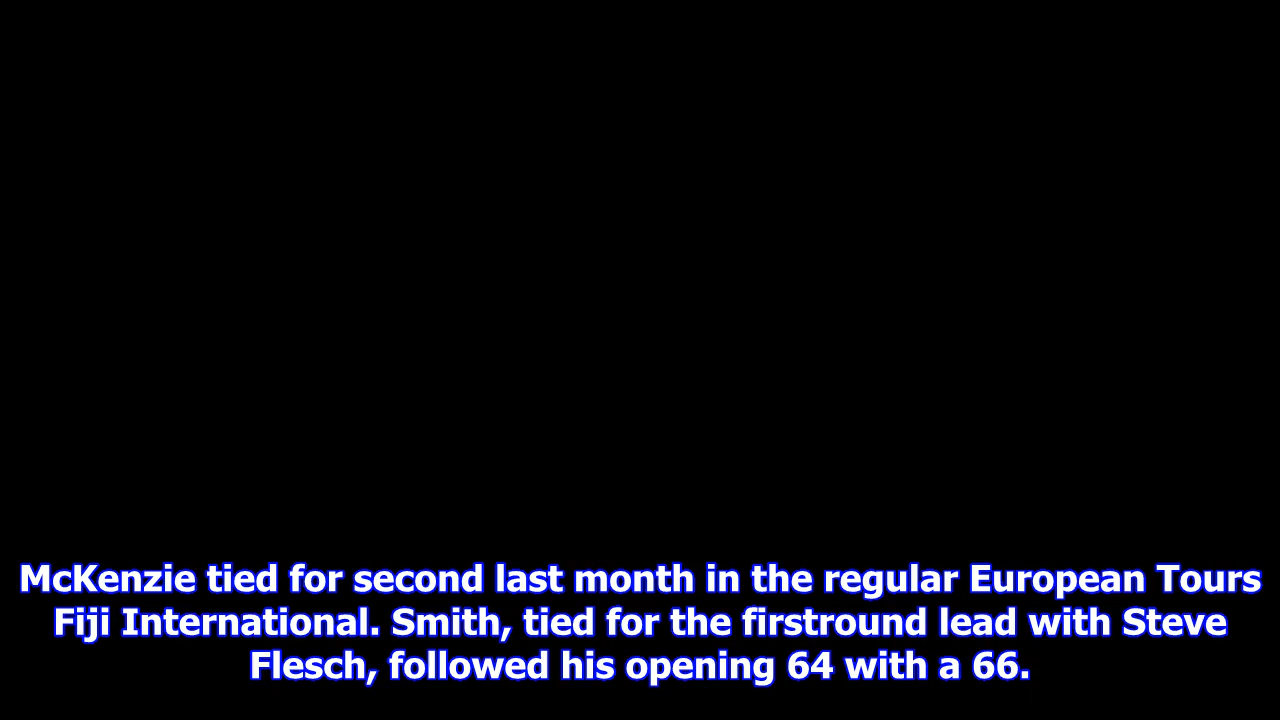 McKenzie tied for second last month in the regular European Tours
Fiji International. Smith, tied for the firstround lead with Steve
Flesch, followed his opening 64 with a 66.